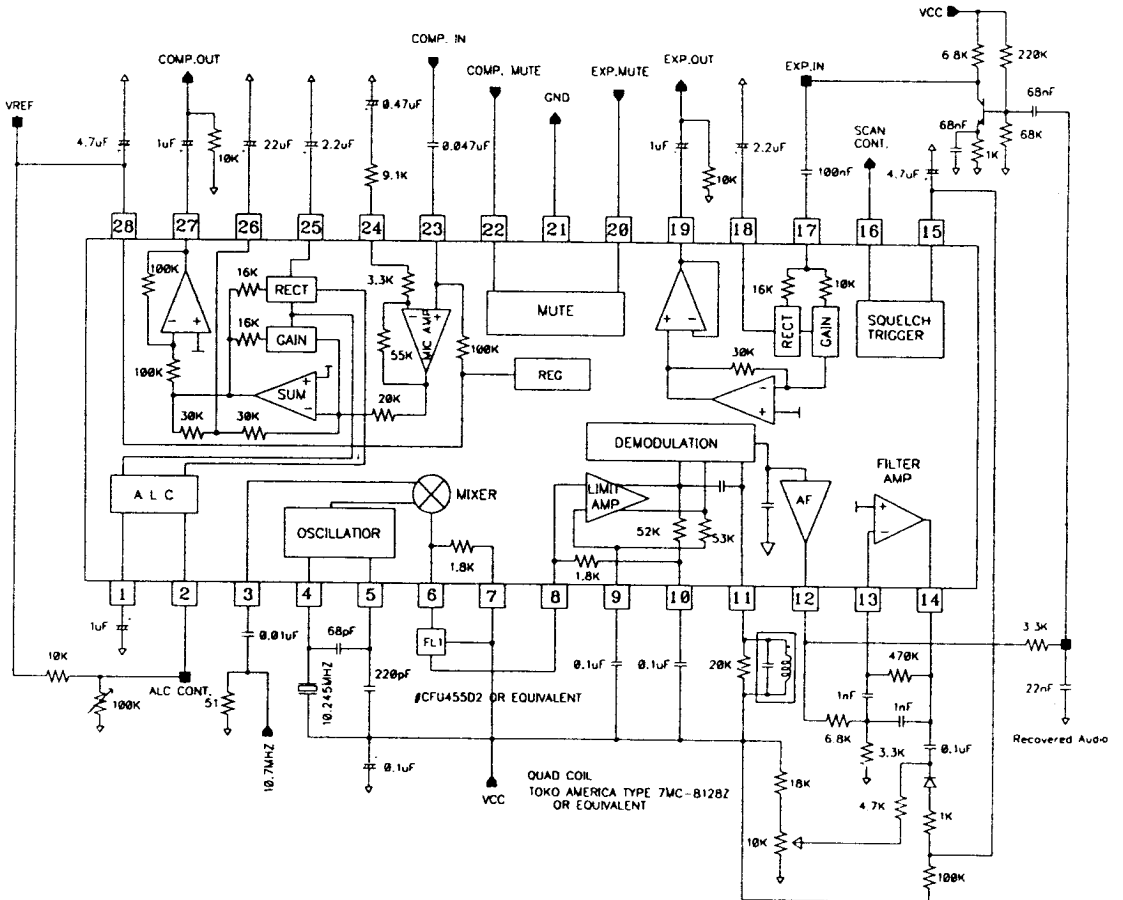 VCC
COMP. IN
COMP.OUT
COMP. MUTE
EXP.MUTE
EXP.OUT
EXP.IN
6.8K
220K
VREF
GND
0.47uF
68nF
68nF
68K
1K
SCAN
CONT.
4.7uF
1uF
10K
22uF
2.2uF
9.1K
0.047uF
1uF
10K
2.2uF
100nF
4.7uF
28
27
26
25
24
23
22
21
20
19
18
17
16
15
100K
16K
RECT
3.3K
16K
GAIN
MIC AMP
55K
100K
MUTE
16K
10K
RECT
GAIN
SQUELCH
TRIGGER
100K
SUM
20K
REG
30K
30K
30K
DEMODULATION
FILTER
AMP
A L C
MIXER
LIMIT
AMP
AF
OSCILLATIOR
52K
53K
1.8K
1.8K
1
2
3
4
5
6
7
8
9
10
11
12
13
14
1uF
0.01uF
68pF
FL1
3.3K
10K
ALC CONT.
220pF
0.1uF
0.1uF
20K
470K
22nF
100K
51
10.245MHZ
#CFU455D2 OR EQUIVALENT
1nF
1nF
6.8K
3.3K
0.1uF
Recovered Audio
10.7MHZ
0.1uF
VCC
QUAD COIL
TOKO AMERICA TYPE 7MC-8128Z
OR EQUIVALENT
18K
4.7K
1K
10K
100K